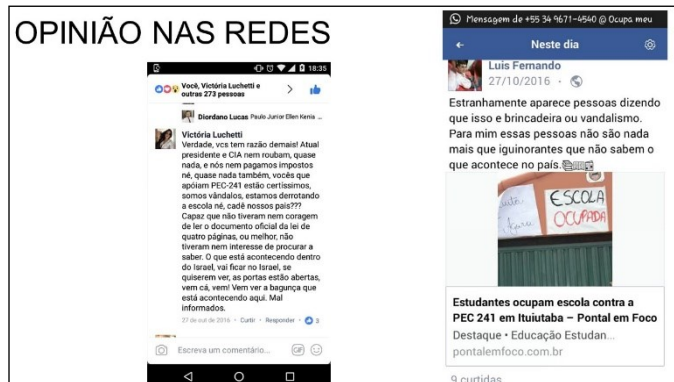 OPINIÃO NAS REDES
18:35
Você, Victória Luchetti e
outras 273 pessoas
Diordano Lucas Paulo Junior Ellen Kenia ...
Victória Luchetti
Verdade, vcs tem razão demais! Atual
presidente e CIA nem roubam, quase
nada, e nós nem pagamos impostos
né, quase nada também, vocês que
apóiam PEC-241 estão certíssimos,
somos vândalos, estamos derrotando
a escola né, cadê nossos pais???
Capaz que não tiveram nem coragem
de ler o documento oficial da lei de
quatro páginas, ou melhor, não
tiveram nem interesse de procurar a
saber. O que está acontecendo dentro
do Israel, vai ficar no Israel, se
quiserem ver, as portas estão abertas,
vem cá, vem! Vem ver a bagunça que
está acontecendo aqui. Mal
informados.
27 de out de 2016 • Curtir • Responder • 3
Escreva um comentário...
GIF
Mensagem de +55 34 9671-4540 @ Ocupa meu
Neste dia
Luis Fernando
27/10/2016 •
Estranhamente aparece pessoas dizendo
que isso e brincadeira ou vandalismo.
Para mim essas pessoas não são nada
mais que iguinorantes que não sabem o
que acontece no país.
ESCOLA
OCUPADA
Estudantes ocupam escola contra a
PEC 241 em Ituiutaba – Pontal em Foco
Destaque • Educação Estudan...
pontalemfoco.com.br
9 curtidas